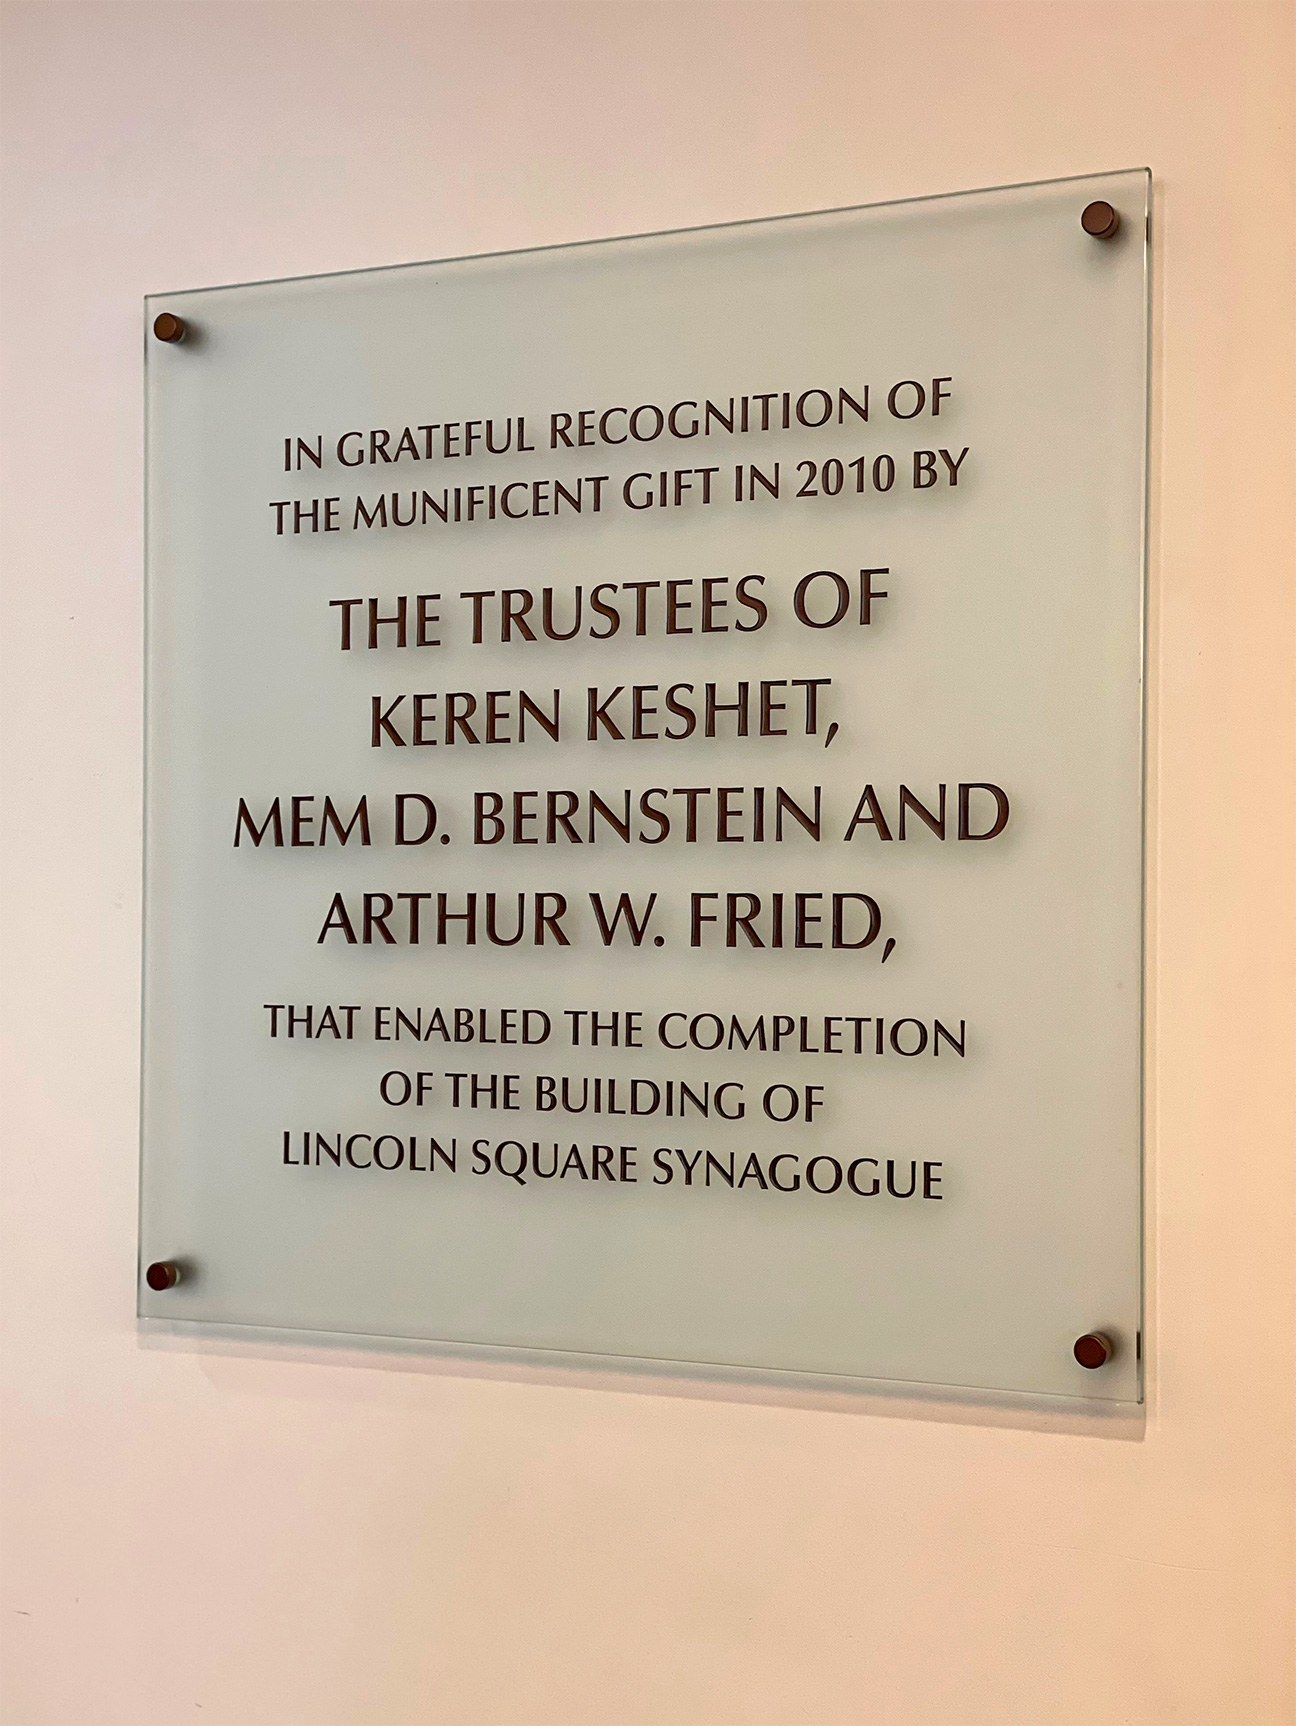 IN GRATEFUL RECOGNITION OF
THE MUNIFICENT GIFT IN 2010 BY
THE TRUSTEES OF
KEREN KESHET,
MEM D. BERNSTEIN AND
ARTHUR W. FRIED,
THAT ENABLED THE COMPLETION
OF THE BUILDING OF
LINCOLN SQUARE SYNAGOGUE